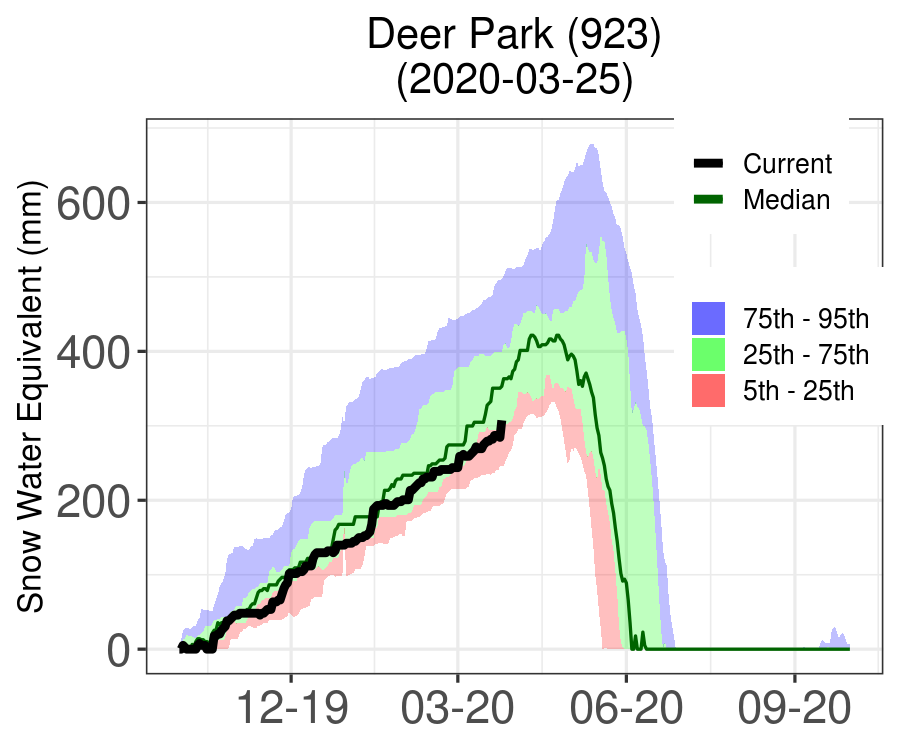 Deer Park (923)
(2020-03-25)
Snow Water Equivalent (mm)
600
400
200
0
12-19
03-20
06-20
09-20
Current
Median
75th - 95th
25th - 75th
5th - 25th